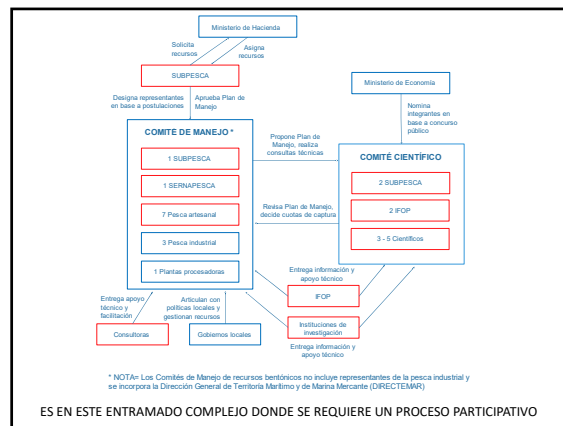 Ministerio de Hacienda
Solicita
recursos
Asigna
recursos
SUBPESCA
Ministerio de Economía
Designa representantes
en base a postulaciones
Aprueba Plan de
Manejo
Nomina
integrantes en
base a concurso
público
COMITÉ DE MANEJO *
1 SUBPESCA
1 SERNAPESCA
7 Pesca artesanal
3 Pesca industrial
1 Plantas procesadoras
Propone Plan de
Manejo, realiza
consultas técnicas
Revisa Plan de Manejo,
decide cuotas de captura
COMITÉ CIENTÍFICO
2 SUBPESCA
2 IFOP
3 - 5 Científicos
Entrega información y
apoyo técnico
IFOP
Entrega apoyo
técnico y
facilitación
Articulan con
políticas locales y
gestionan recursos
Consultoras
Gobiernos locales
Instituciones de
investigación
Entrega información y
apoyo técnico
* NOTA= Los Comités de Manejo de recursos bentónicos no incluye representantes de la pesca industrial y
se incorpora la Dirección General de Territoría Marítimo y de Marina Mercante (DIRECTEMAR)
ES EN ESTE ENTRAMADO COMPLEJO DONDE SE REQUIERE UN PROCESO PARTICIPATIVO